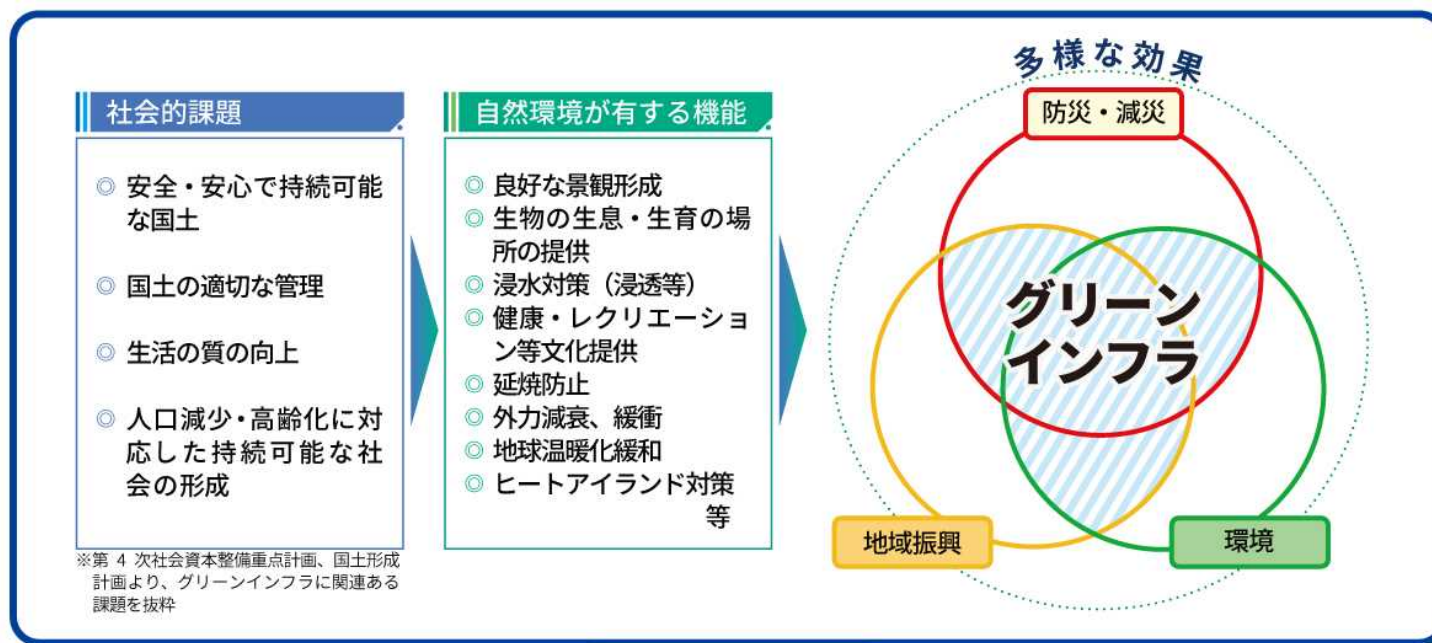 社会的課題
◎ 安全・安心で持続可能
な国土
◎ 国土の適切な管理
◎ 生活の質の向上
◎ 人口減少・高齢化に対
応した持続可能な社
会の形成
※第 4 次社会資本整備重点計画、国土形成
計画より、グリーンインフラに関連ある
課題を抜粋
自然環境が有する機能
◎ 良好な景観形成
◎ 生物の生息・生育の場
所の提供
◎ 浸水対策（浸透等）
◎ 健康・レクリエーショ
ン等文化提供
◎ 延焼防止
◎ 外力減衰、緩衝
◎ 地球温暖化緩和
◎ ヒートアイランド対策
等
多様な効果
防災・減災
グリーン
インフラ
地域振興
環境